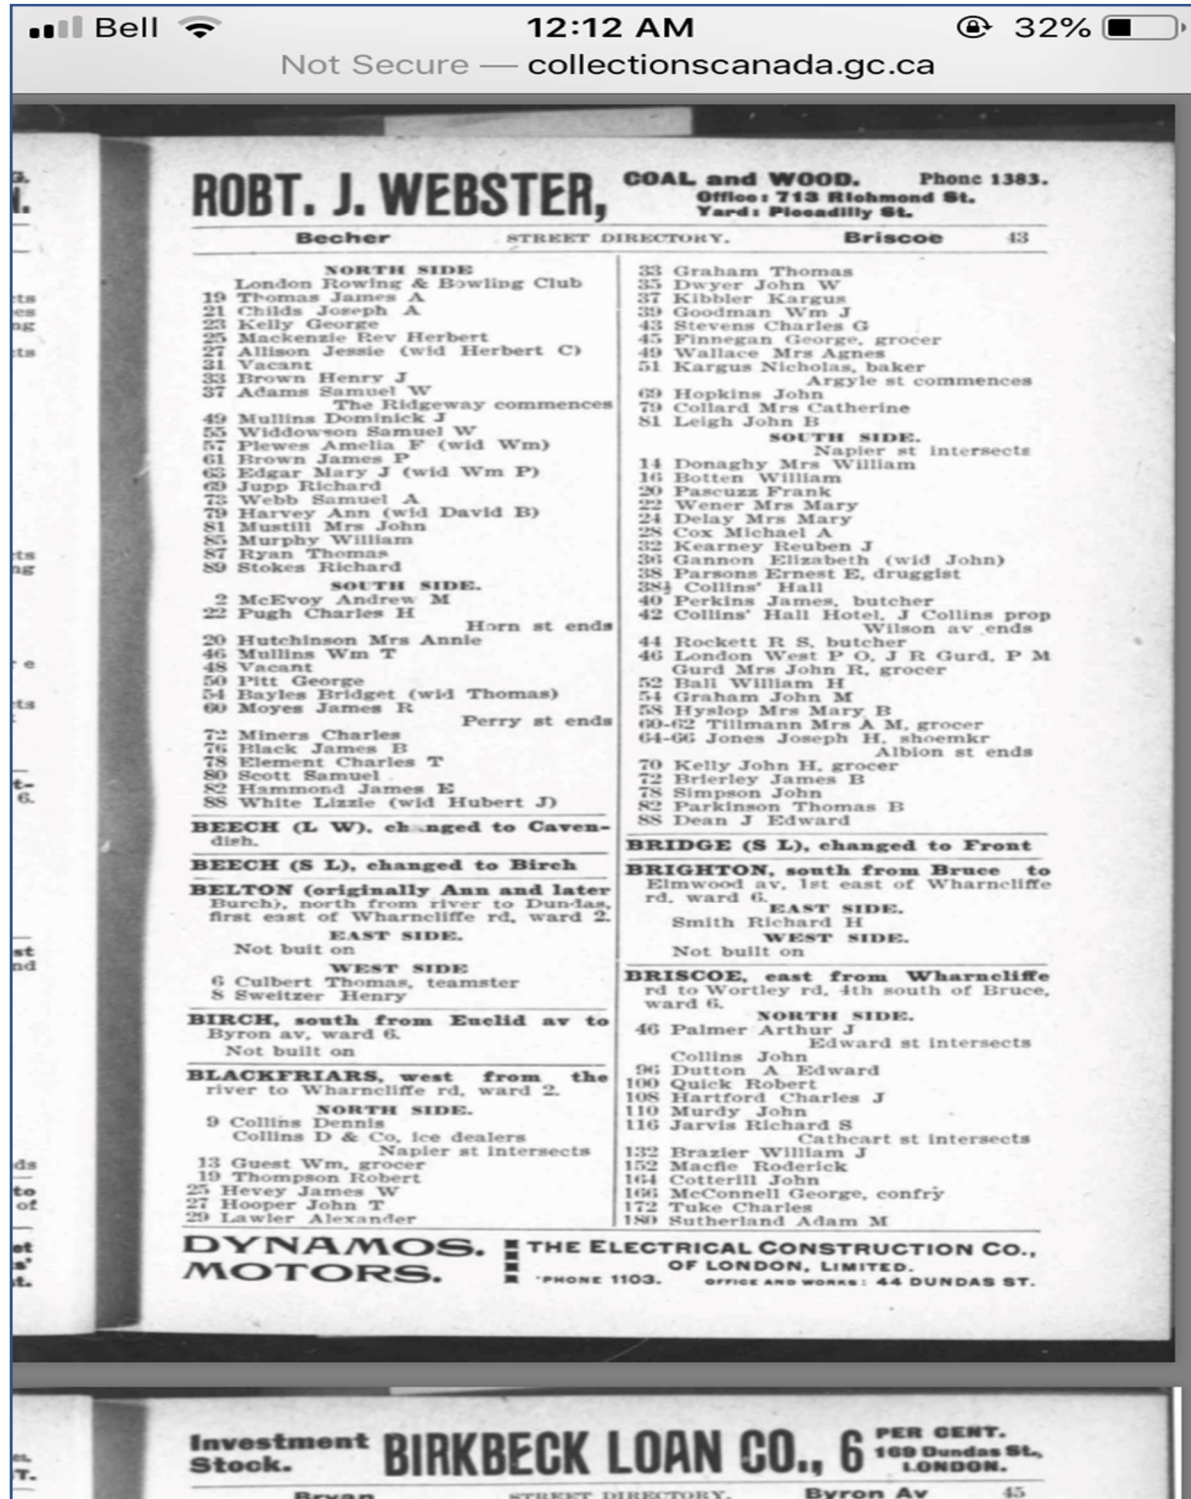 Bell 12:12 AM 32%
Not Secure — collectionscanada.gc.ca
ROBT. J. WEBSTER, COAL and WOOD. Phone 1383.
Office: 713 Richmond St.
Yard: Piccadilly St.
Becher STREET DIRECTORY. Briscoe 43
NORTH SIDE
London Rowing & Bowling Club
19 Thomas James A
21 Childs Joseph A
23 Kelly George
25 Mackenzie Rev Herbert
27 Allison Jessie (wid Herbert C)
31 Vacant
33 Brown Henry J
37 Adams Samuel W
The Ridgeway commences
49 Mullins Dominick J
55 Widdowson Samuel W
57 Plewes Amelia F (wid Wm)
61 Brown James P
63 Edgar Mary J (wid Wm P)
69 Jupp Richard
73 Webb Samuel A
79 Harvey Ann (wid David B)
81 Mustill Mrs John
85 Murphy William
87 Ryan Thomas
89 Stokes Richard
SOUTH SIDE.
2 McEvoy Andrew M
22 Pugh Charles H
Horn st ends
20 Hutchinson Mrs Annie
46 Mullins Wm T
48 Vacant
50 Pitt George
54 Bayles Bridget (wid Thomas)
60 Moyes James R
Perry st ends
72 Miners Charles
76 Black James B
78 Element Charles T
80 Scott Samuel
82 Hammond James E
88 White Lizzie (wid Hubert J)
BEECH (L W), changed to Caven-
dish.
BEECH (S L), changed to Birch
BELTON (originally Ann and later
Burch), north from river to Dundas,
first east of Wharncliffe rd, ward 2.
EAST SIDE.
Not buit on
WEST SIDE
6 Culbert Thomas, teamster
8 Sweitzer Henry
BIRCH, south from Euclid av to
Byron av, ward 6.
Not built on
BLACKFRIARS, west from the
river to Wharncliffe rd, ward 2.
NORTH SIDE.
9 Collins Dennis
Collins D & Co, ice dealers
Napier st intersects
13 Guest Wm, grocer
19 Thompson Robert
25 Hevey James W
27 Hooper John T
29 Lawler Alexander
33 Graham Thomas
35 Dwyer John W
37 Kibbler Kargus
39 Goodman Wm J
43 Stevens Charles G
45 Finnegan George, grocer
49 Wallace Mrs Agnes
51 Kargus Nicholas, baker
Argyle st commences
69 Hopkins John
79 Collard Mrs Catherine
81 Leigh John B
SOUTH SIDE.
Napier st intersects
14 Donaghy Mrs William
16 Botten William
20 Pascuzz Frank
22 Wener Mrs Mary
24 Delay Mrs Mary
28 Cox Michael A
32 Kearney Reuben J
36 Gannon Elizabeth (wid John)
38 Parsons Ernest E, druggist
38½ Collins' Hall
40 Perkins James, butcher
42 Collins' Hall Hotel, J Collins prop
Wilson av ends
44 Rockett R S, butcher
46 London West P O, J R Gurd, P M
Gurd Mrs John R, grocer
52 Ball William H
54 Graham John M
58 Hyslop Mrs Mary B
60-62 Tillmann Mrs A M, grocer
64-66 Jones Joseph H, shoemkr
Albion st ends
70 Kelly John H, grocer
72 Brierley James B
78 Simpson John
82 Parkinson Thomas B
88 Dean J Edward
BRIDGE (S L), changed to Front
BRIGHTON, south from Bruce to
Elmwood av, 1st east of Wharncliffe
rd, ward 6.
EAST SIDE.
Smith Richard H
WEST SIDE.
Not built on
BRISCOE, east from Wharncliffe
rd to Wortley rd, 4th south of Bruce,
ward 6.
NORTH SIDE.
46 Palmer Arthur J
Edward st intersects
Collins John
96 Dutton A Edward
100 Quick Robert
108 Hartford Charles J
110 Murdy John
116 Jarvis Richard S
Cathcart st intersects
132 Brazier William J
152 Macfie Roderick
164 Cotterill John
166 McConnell George, confry
172 Tuke Charles
180 Sutherland Adam M
DYNAMOS. MOTORS. THE ELECTRICAL CONSTRUCTION CO.,
OF LONDON, LIMITED.
'PHONE 1103. OFFICE AND WORKS: 44 DUNDAS ST.
Investment Stock. BIRKBECK LOAN CO., 6 PER CENT.
169 Dundas St.,
LONDON.
Bryan STREET DIRECTORY. Byron Av 45